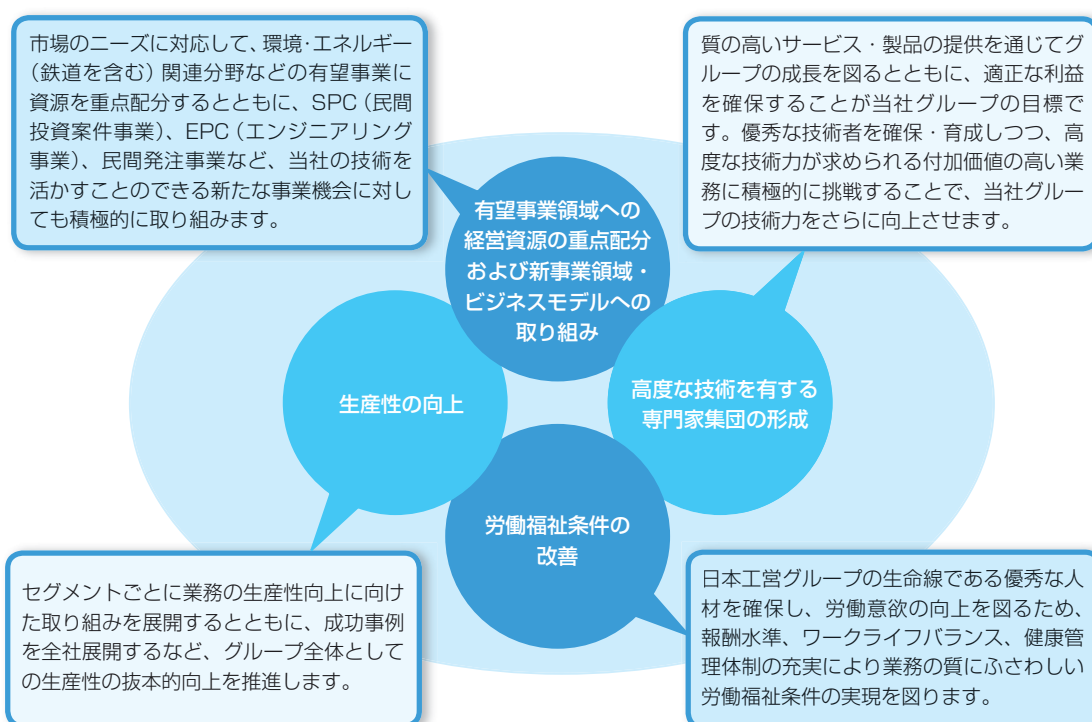 市場のニーズに対応して、環境・エネルギー
（鉄道を含む）関連分野などの有望事業に
資源を重点配分するとともに、SPC（民間
投資案件事業）、EPC（エンジニアリング
事業）、民間発注事業など、当社の技術を
活かすことのできる新たな事業機会に対し
ても積極的に取り組みます。
質の高いサービス・製品の提供を通じてグ
ループの成長を図るとともに、適正な利益
を確保することが当社グループの目標で
す。優秀な技術者を確保・育成しつつ、高
度な技術力が求められる付加価値の高い業
務に積極的に挑戦することで、当社グルー
プの技術力をさらに向上させます。
有望事業領域への
経営資源の重点配分
および新事業領域・
ビジネスモデルへの
取り組み
生産性の向上
高度な技術を有する
専門家集団の形成
労働福祉条件の
改善
セグメントごとに業務の生産性向上に向け
た取り組みを展開するとともに、成功事例
を全社展開するなど、グループ全体として
の生産性の抜本的向上を推進します。
日本工営グループの生命線である優秀な人
材を確保し、労働意欲の向上を図るため、
報酬水準、ワークライフバランス、健康管
理体制の充実により業務の質にふさわしい
労働福祉条件の実現を図ります。